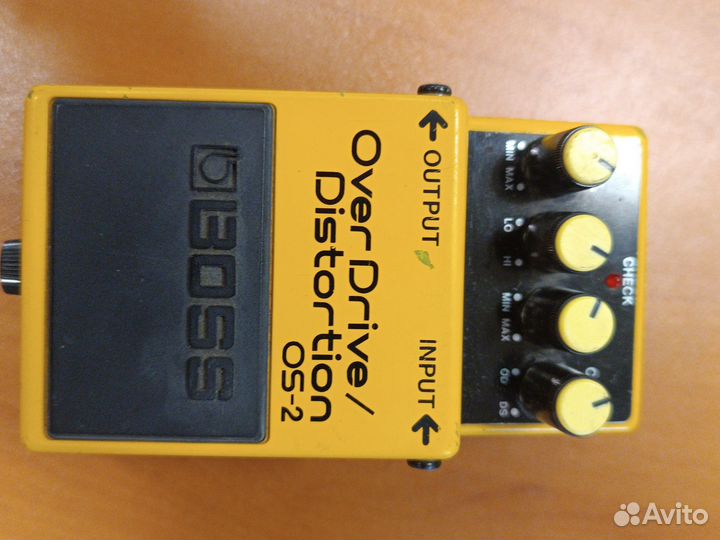 CHECK
C
MIN MAX LO HI MIN MAX OD DS
OUTPUT INPUT
OverDrive/
Distortion
OS-2
BOSS
Avito